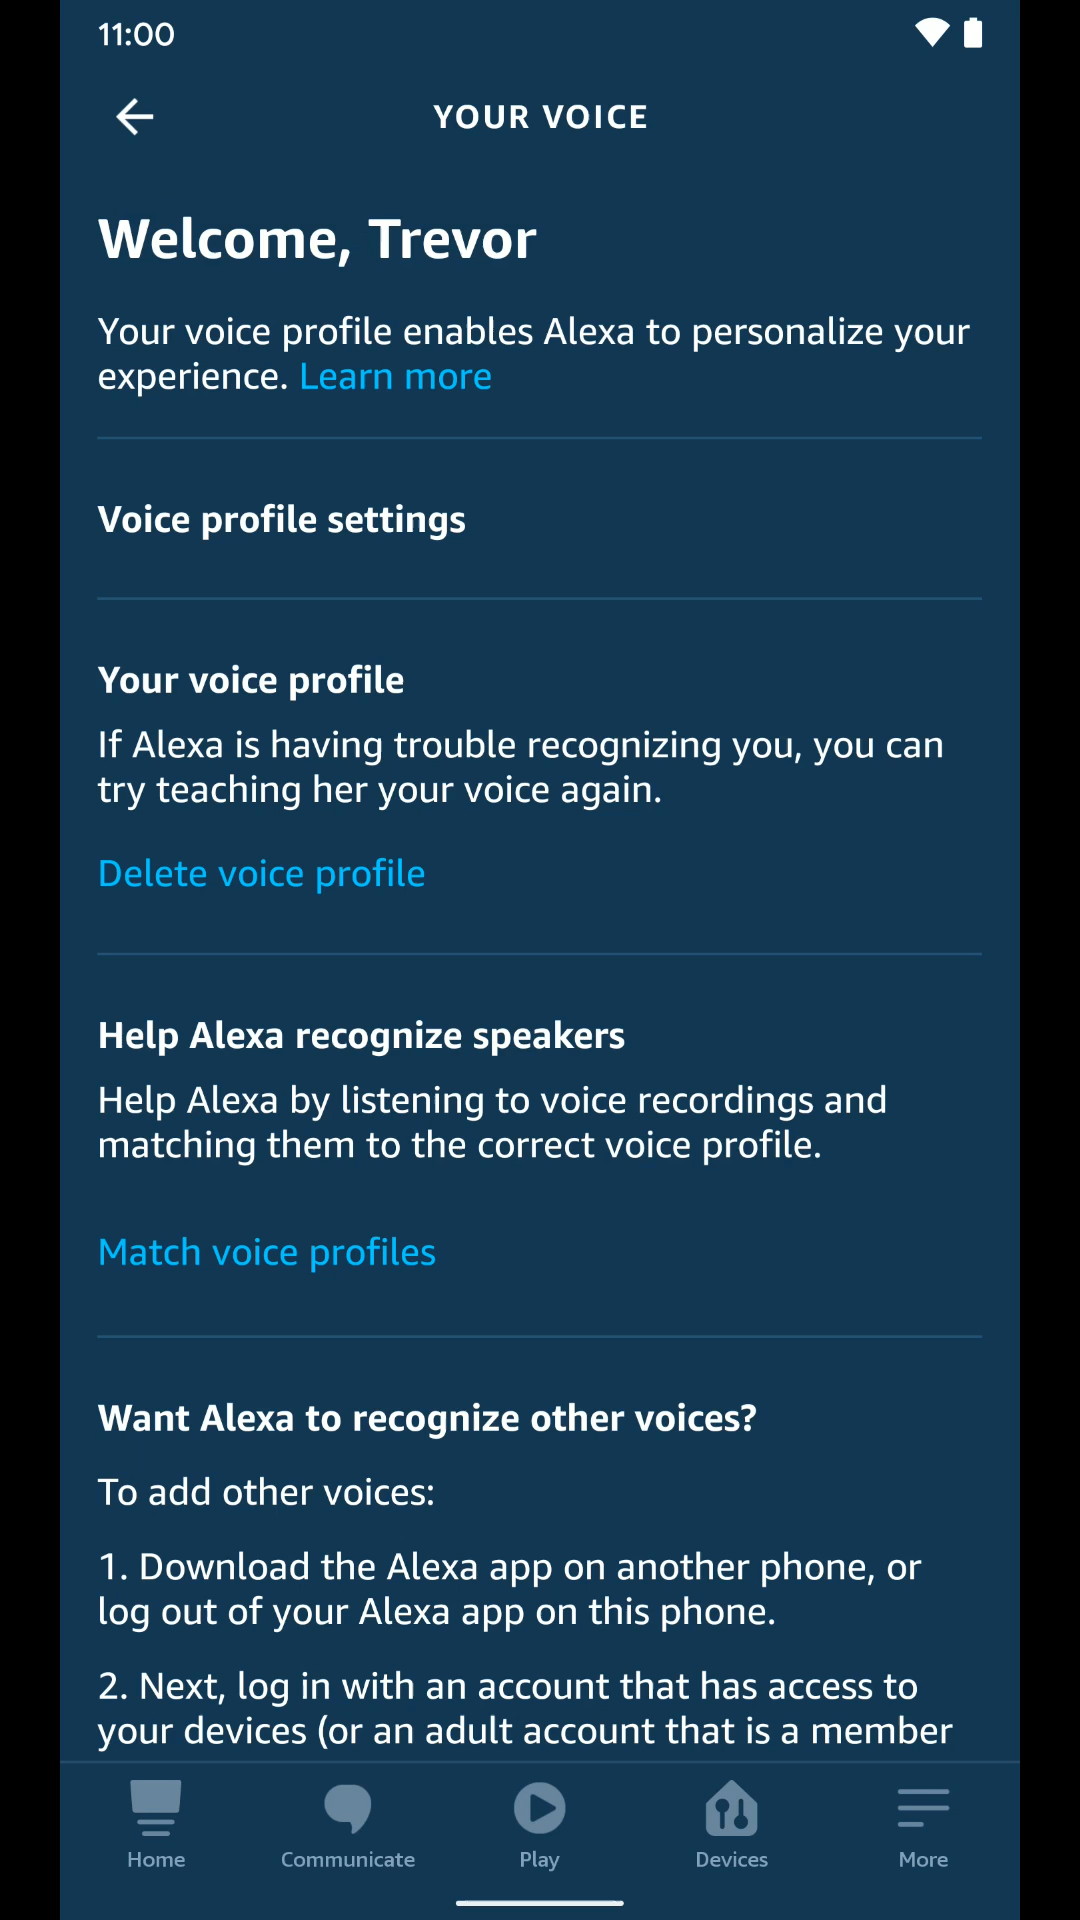 11:00
YOUR VOICE
Welcome, Trevor
Your voice profile enables Alexa to personalize your
experience. Learn more
Voice profile settings
Your voice profile
If Alexa is having trouble recognizing you, you can
try teaching her your voice again.
Delete voice profile
Help Alexa recognize speakers
Help Alexa by listening to voice recordings and
matching them to the correct voice profile.
Match voice profiles
Want Alexa to recognize other voices?
To add other voices:
1. Download the Alexa app on another phone, or
log out of your Alexa app on this phone.
2. Next, log in with an account that has access to
your devices (or an adult account that is a member
Home
Communicate
Play
Devices
More